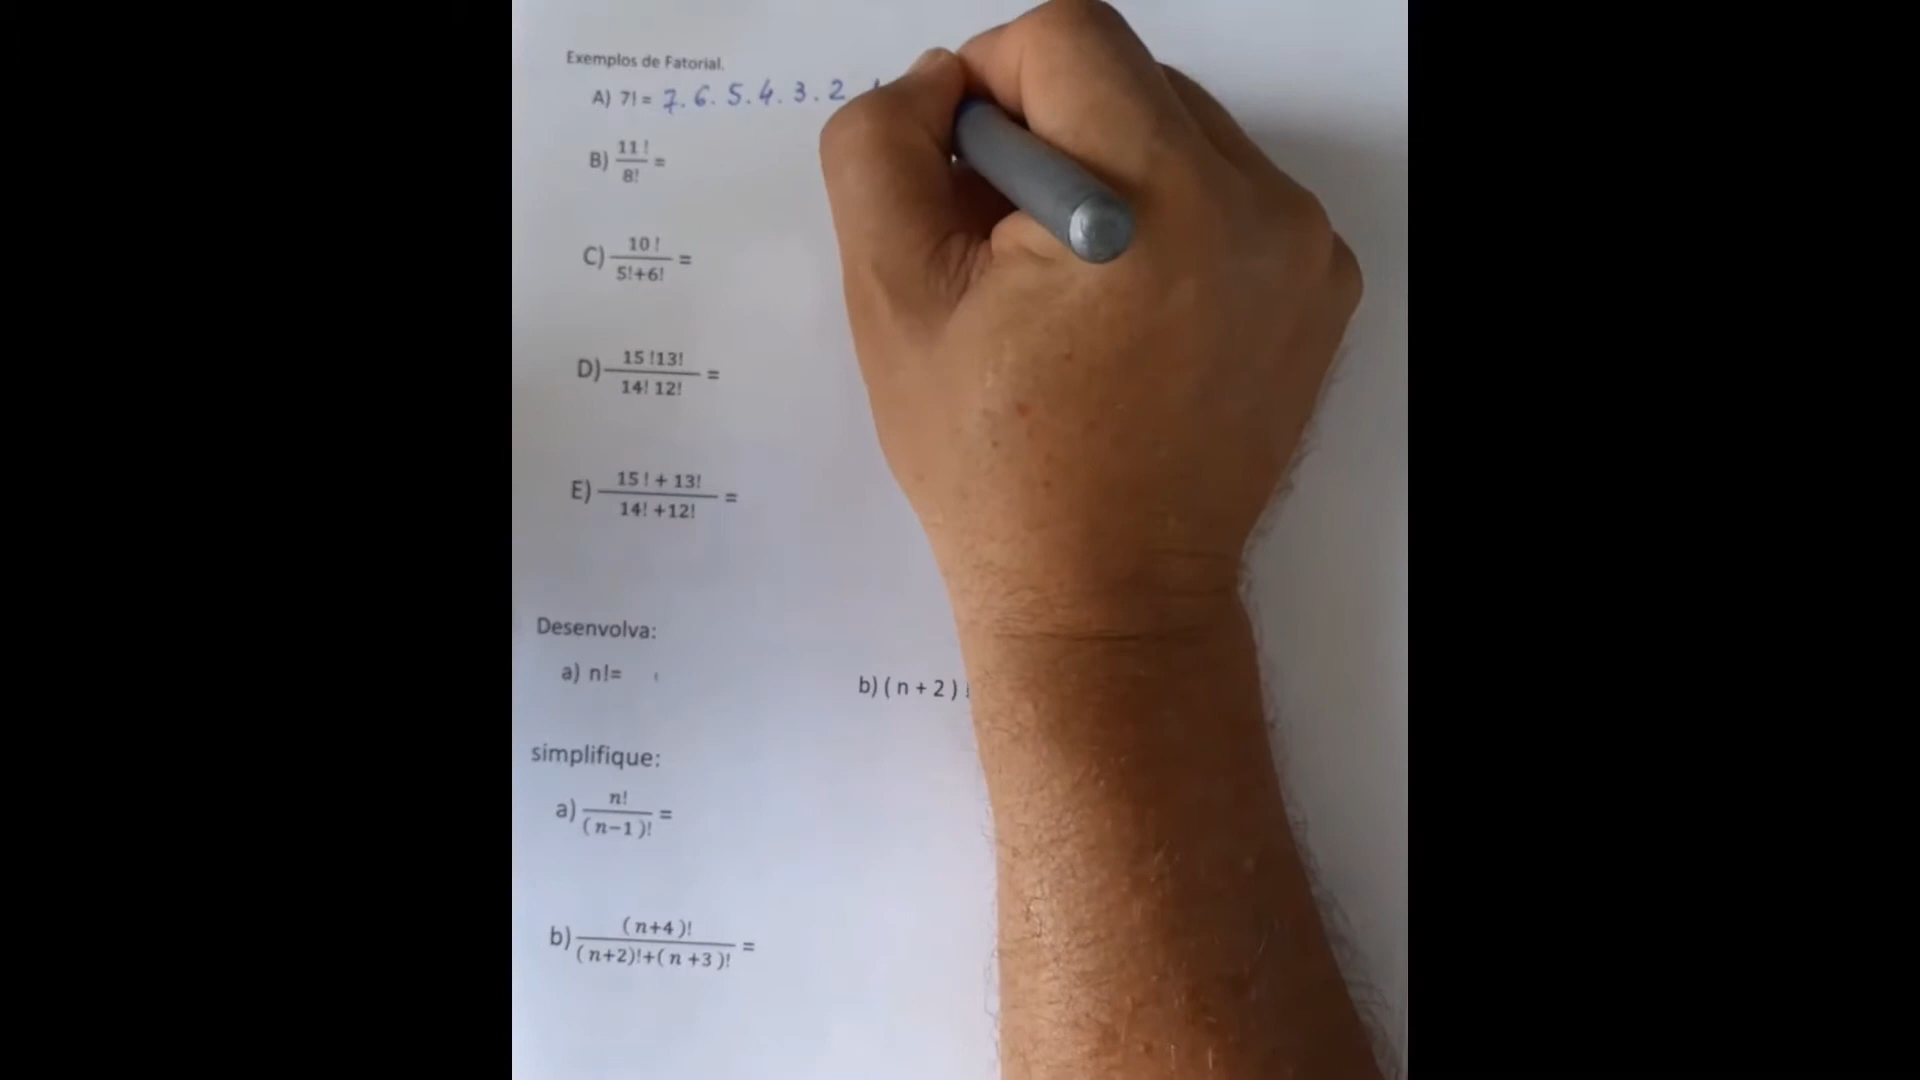 Exemplos de Fatorial.
A) 7! = 7. 6. 5. 4. 3. 2
B) 11! / 8! =
C) 10! / 5!+6! =
D) 15!13! / 14! 12! =
E) 15! + 13! / 14! +12! =
Desenvolva:
a) n!=
b) ( n + 2 )
simplifique:
a) n! / ( n−1 )! =
b) ( n+4 )! / ( n+2)!+( n +3 )! =